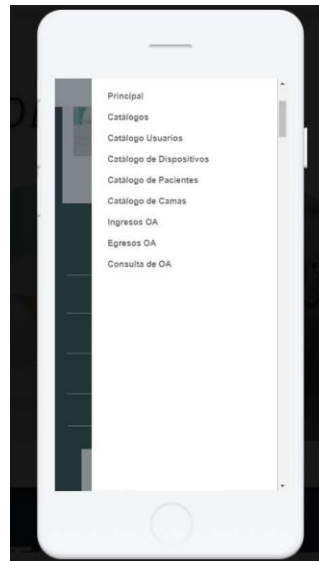 Principal
Catálogos
Catálogo Usuarios
Catálogo de Dispositivos
Catálogo de Pacientes
Catálogo de Camas
Ingresos OA
Egresos OA
Consulta de OA